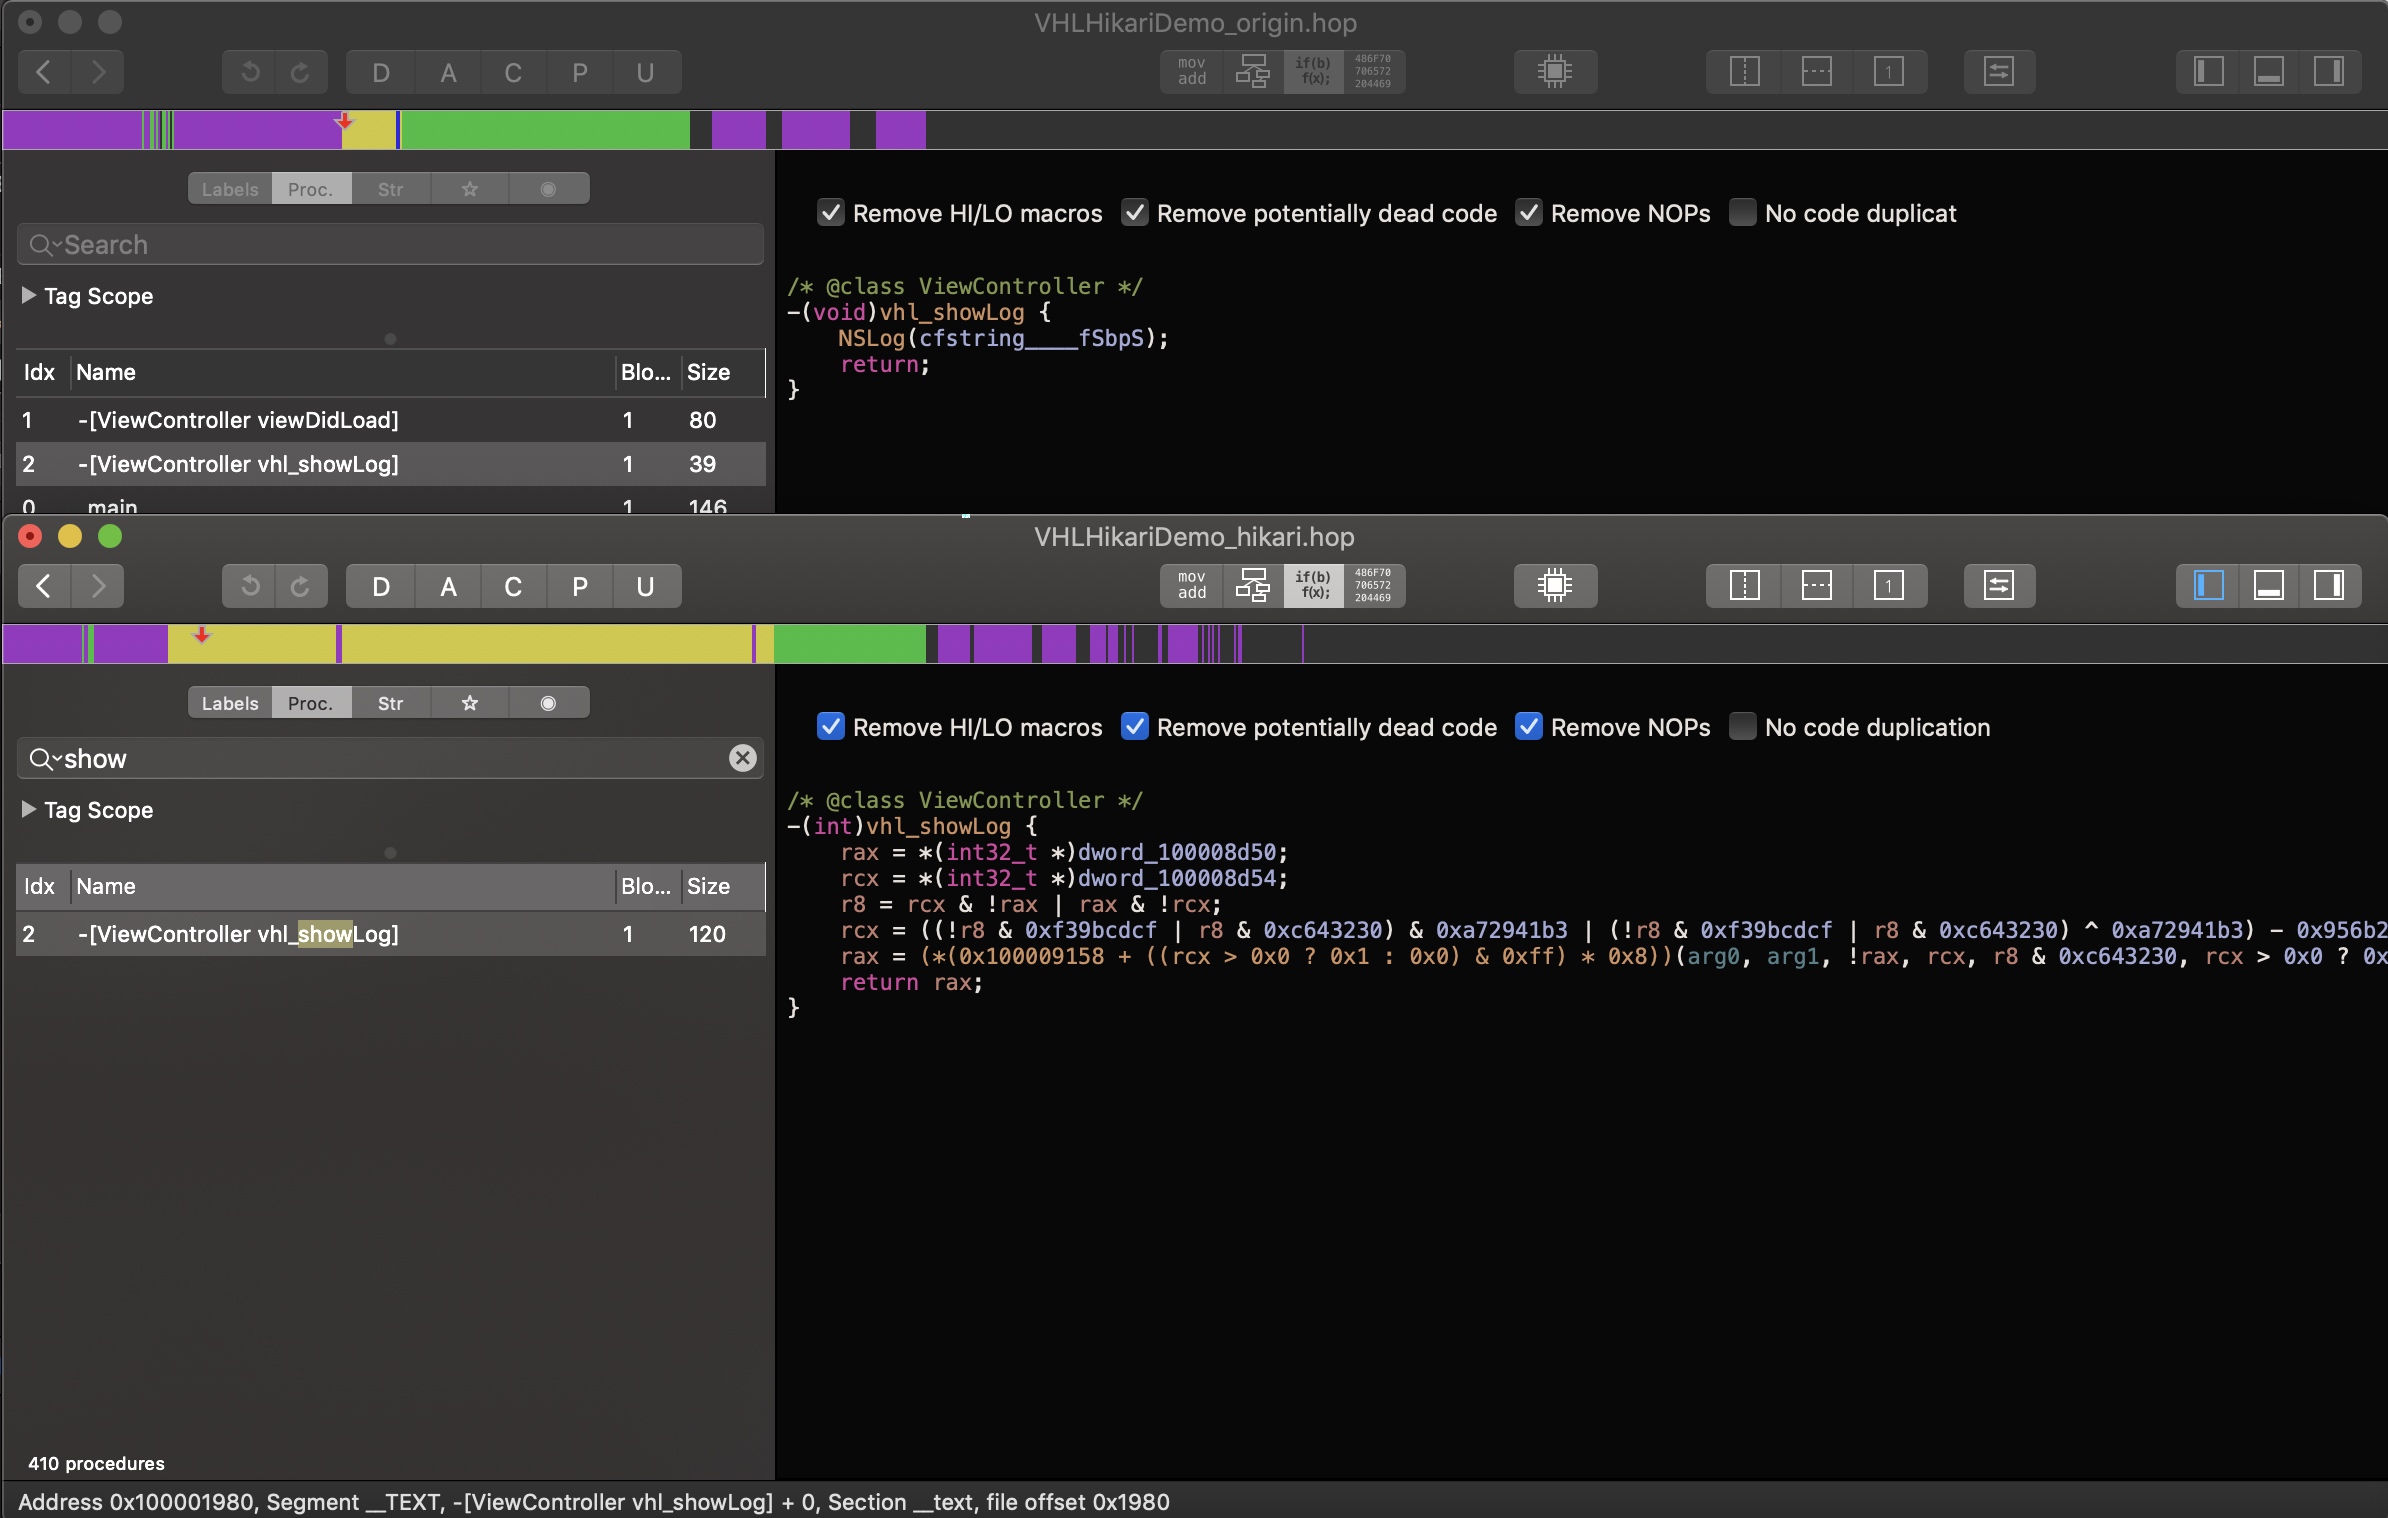 VHLHikariDemo_origin.hop
D A C P U
mov add if(b) f(x); 486F70 706572 204469
1
Labels Proc. Str
Search
Remove HI/LO macros Remove potentially dead code Remove NOPs No code duplicat
Tag Scope
Idx Name Blo... Size
1 -[ViewController viewDidLoad] 1 80
2 -[ViewController vhl_showLog] 1 39
0 main 1 146
/* @class ViewController */
-(void)vhl_showLog {
NSLog(cfstring____fSbpS);
return;
}
VHLHikariDemo_hikari.hop
D A C P U
mov add if(b) f(x); 486F70 706572 204469
1
Labels Proc. Str
show
Remove HI/LO macros Remove potentially dead code Remove NOPs No code duplication
Tag Scope
Idx Name Blo... Size
2 -[ViewController vhl_showLog] 1 120
/* @class ViewController */
-(int)vhl_showLog {
rax = *(int32_t *)dword_100008d50;
rcx = *(int32_t *)dword_100008d54;
r8 = rcx & !rax | rax & !rcx;
rcx = ((!r8 & 0xf39bcdcf | r8 & 0xc643230) & 0xa72941b3 | (!r8 & 0xf39bcdcf | r8 & 0xc643230) ^ 0xa72941b3) - 0x956b2
rax = (*(0x100009158 + ((rcx > 0x0 ? 0x1 : 0x0) & 0xff) * 0x8))(arg0, arg1, !rax, rcx, r8 & 0xc643230, rcx > 0x0 ? 0x
return rax;
}
410 procedures
Address 0x100001980, Segment __TEXT, -[ViewController vhl_showLog] + 0, Section __text, file offset 0x1980